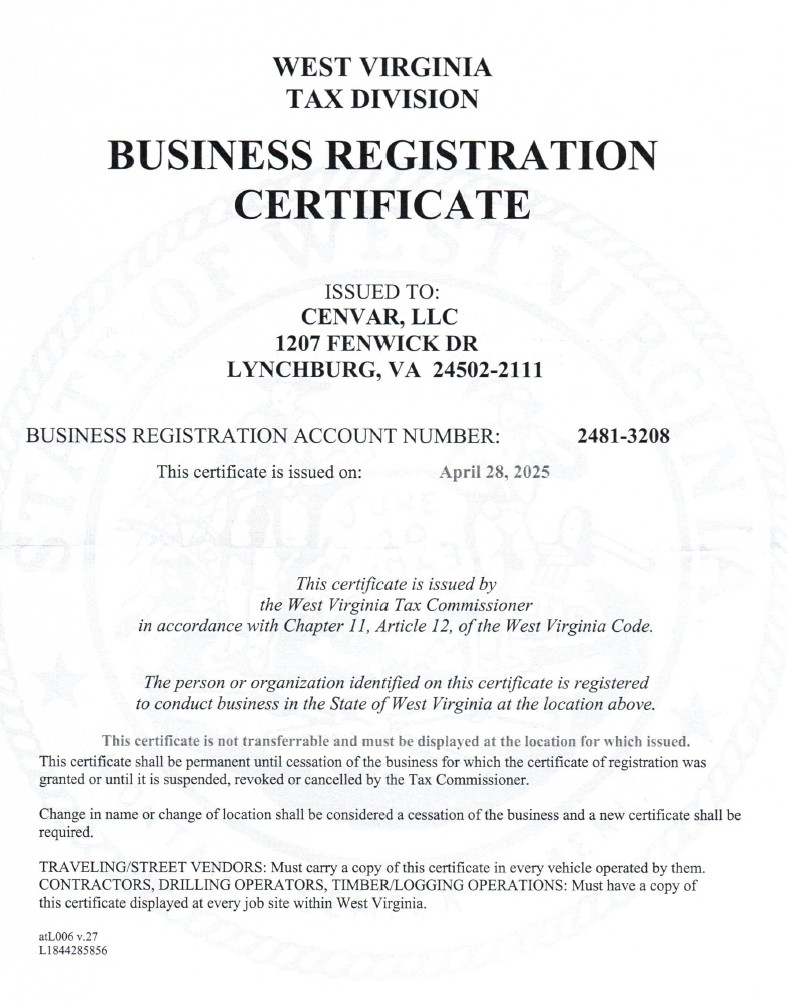 WEST VIRGINIA
TAX DIVISION
BUSINESS REGISTRATION
CERTIFICATE
ISSUED TO:
CENVAR, LLC
1207 FENWICK DR
LYNCHBURG, VA 24502-2111
BUSINESS REGISTRATION ACCOUNT NUMBER: 2481-3208
This certificate is issued on: April 28, 2025
This certificate is issued by
the West Virginia Tax Commissioner
in accordance with Chapter 11, Article 12, of the West Virginia Code.
The person or organization identified on this certificate is registered
to conduct business in the State of West Virginia at the location above.
This certificate is not transferrable and must be displayed at the location for which issued.
This certificate shall be permanent until cessation of the business for which the certificate of registration was
granted or until it is suspended, revoked or cancelled by the Tax Commissioner.
Change in name or change of location shall be considered a cessation of the business and a new certificate shall be
required.
TRAVELING/STREET VENDORS: Must carry a copy of this certificate in every vehicle operated by them.
CONTRACTORS, DRILLING OPERATORS, TIMBER/LOGGING OPERATIONS: Must have a copy of
this certificate displayed at every job site within West Virginia.
atL006 v.27
L1844285856
STATE OF WEST VIRGINIA